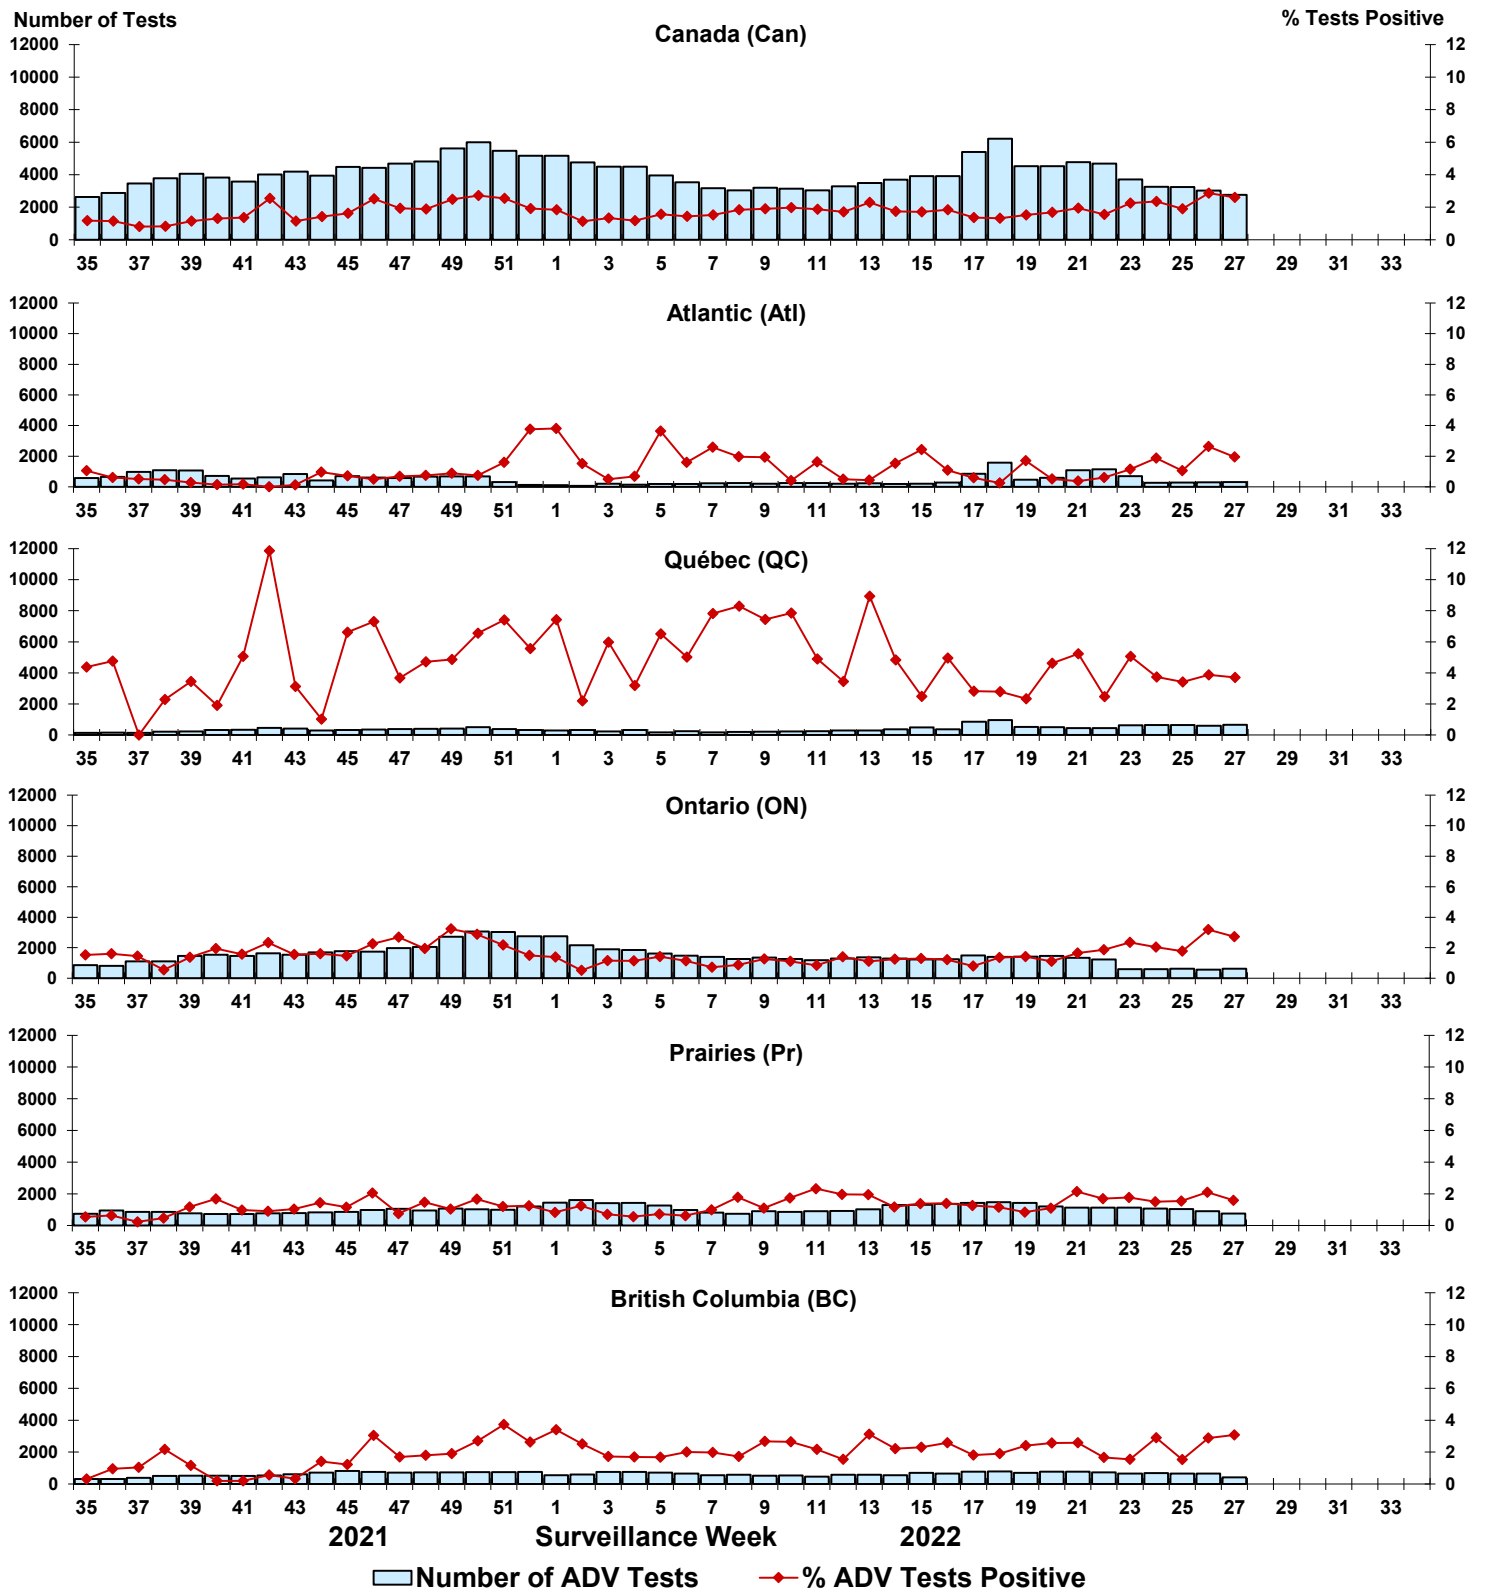 Number of Tests
% Tests Positive
Canada (Can)
12000 10000 8000 6000 4000 2000 0
12 10 8 6 4 2 0
35 37 39 41 43 45 47 49 51 1 3 5 7 9 11 13 15 17 19 21 23 25 27 29 31 33
Atlantic (Atl)
12000 10000 8000 6000 4000 2000 0
12 10 8 6 4 2 0
35 37 39 41 43 45 47 49 51 1 3 5 7 9 11 13 15 17 19 21 23 25 27 29 31 33
Québec (QC)
12000 10000 8000 6000 4000 2000 0
12 10 8 6 4 2 0
35 37 39 41 43 45 47 49 51 1 3 5 7 9 11 13 15 17 19 21 23 25 27 29 31 33
Ontario (ON)
12000 10000 8000 6000 4000 2000 0
12 10 8 6 4 2 0
35 37 39 41 43 45 47 49 51 1 3 5 7 9 11 13 15 17 19 21 23 25 27 29 31 33
Prairies (Pr)
12000 10000 8000 6000 4000 2000 0
12 10 8 6 4 2 0
35 37 39 41 43 45 47 49 51 1 3 5 7 9 11 13 15 17 19 21 23 25 27 29 31 33
British Columbia (BC)
12000 10000 8000 6000 4000 2000 0
12 10 8 6 4 2 0
35 37 39 41 43 45 47 49 51 1 3 5 7 9 11 13 15 17 19 21 23 25 27 29 31 33
2021 Surveillance Week 2022
Number of ADV Tests % ADV Tests Positive